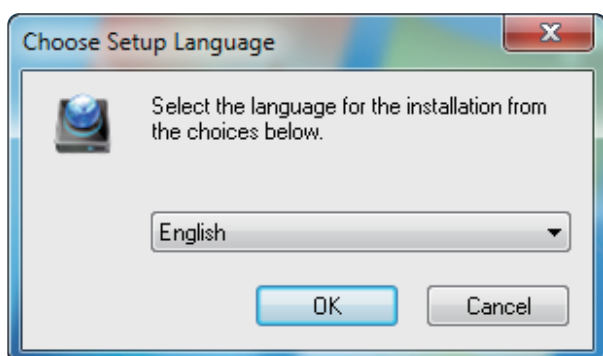 Choose Setup Language
Select the language for the installation from
the choices below.
English
OK
Cancel